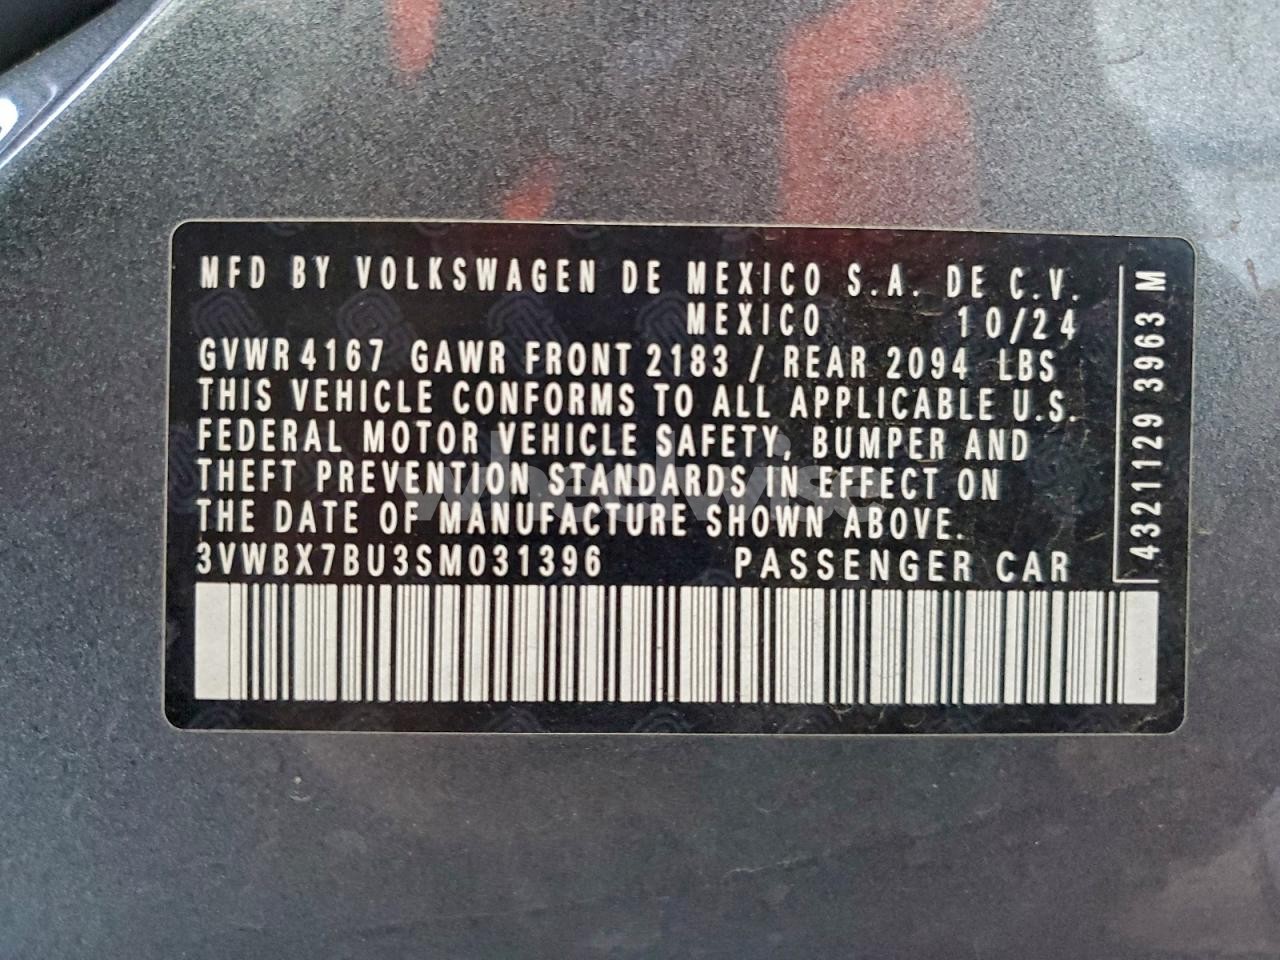 MFD BY VOLKSWAGEN DE MEXICO S.A. DE C.V.
MEXICO 10/24
GVWR 4167 GAWR FRONT 2183 / REAR 2094 LBS
THIS VEHICLE CONFORMS TO ALL APPLICABLE U.S.
FEDERAL MOTOR VEHICLE SAFETY, BUMPER AND
THEFT PREVENTION STANDARDS IN EFFECT ON
THE DATE OF MANUFACTURE SHOWN ABOVE.
3VWBX7BU3SM031396 PASSENGER CAR
4321129 3963 M
wheelwise